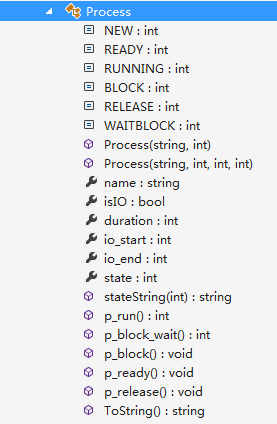 Process
NEW : int
READY : int
RUNNING : int
BLOCK : int
RELEASE : int
WAITBLOCK : int
Process(string, int)
Process(string, int, int, int)
name : string
isIO : bool
duration : int
io_start : int
io_end : int
state : int
stateString(int) : string
p_run() : int
p_block_wait() : int
p_block() : void
p_ready() : void
p_release() : void
ToString() : string